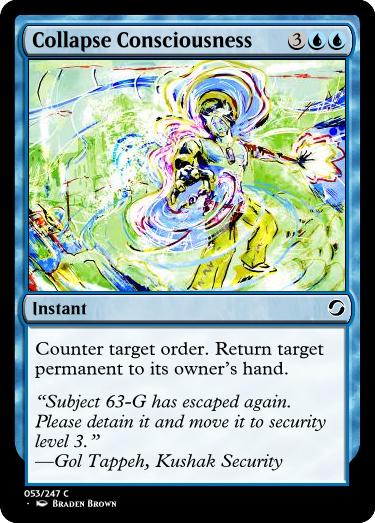 Collapse Consciousness 3
Instant
Counter target order. Return target
permanent to its owner's hand.
“Subject 63-G has escaped again.
Please detain it and move it to security
level 3.”
—Gol Tappeh, Kushak Security
053/247 C
· Braden Brown